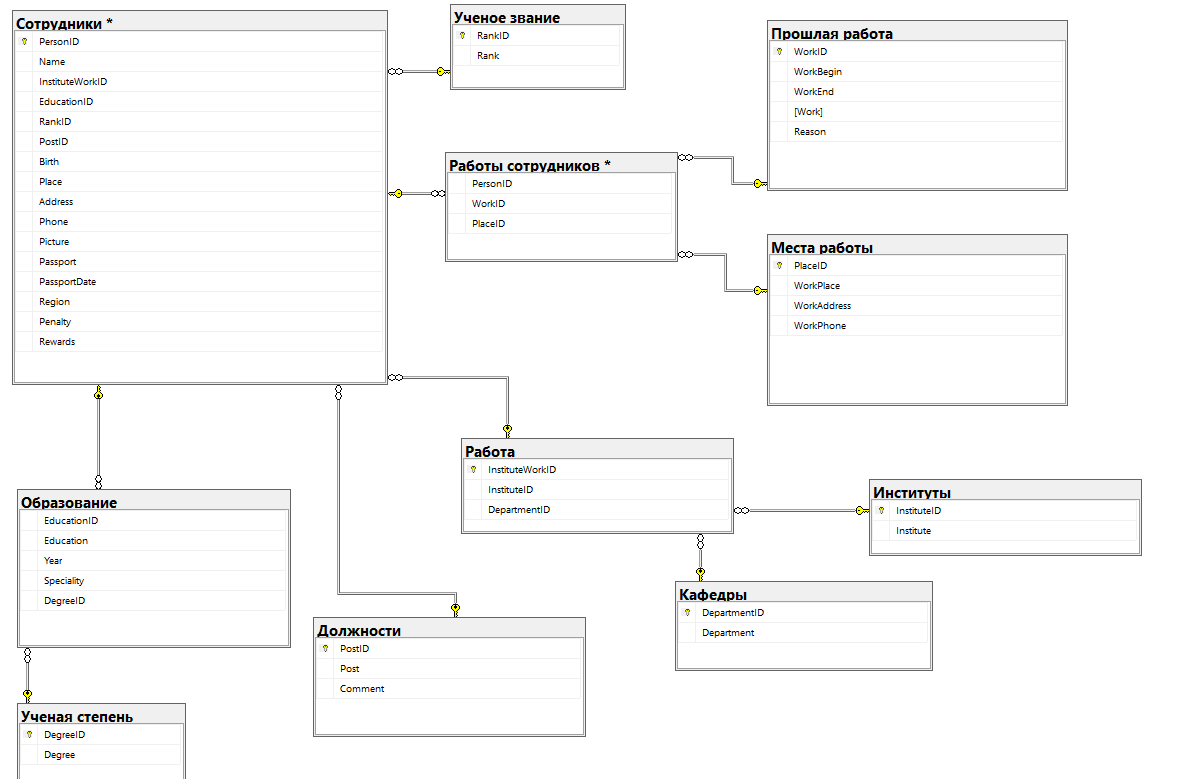 Сотрудники *
PersonID
Name
InstituteWorkID
EducationID
RankID
PostID
Birth
Place
Address
Phone
Picture
Passport
PassportDate
Region
Penalty
Rewards
Ученое звание
RankID
Rank
Прошлая работа
WorkID
WorkBegin
WorkEnd
[Work]
Reason
Работы сотрудников *
PersonID
WorkID
PlaceID
Места работы
PlaceID
WorkPlace
WorkAddress
WorkPhone
Работа
InstituteWorkID
InstituteID
DepartmentID
Институты
InstituteID
Institute
Образование
EducationID
Education
Year
Speciality
DegreeID
Кафедры
DepartmentID
Department
Должности
PostID
Post
Comment
Ученая степень
DegreeID
Degree